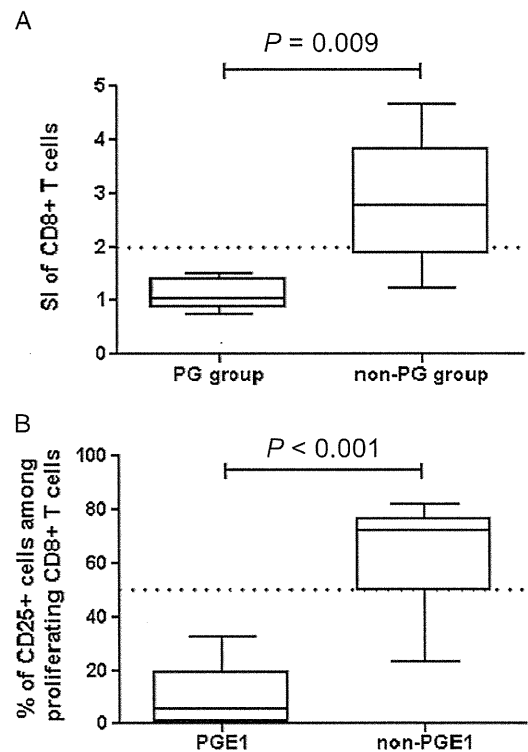 A
P = 0.009
SI of CD8+ T cells
5
4
3
2
1
0
PG group
non-PG group
B
P < 0.001
% of CD25+ cells among
proliferating CD8+ T cells
100
80
60
40
20
0
PGE1
non-PGE1